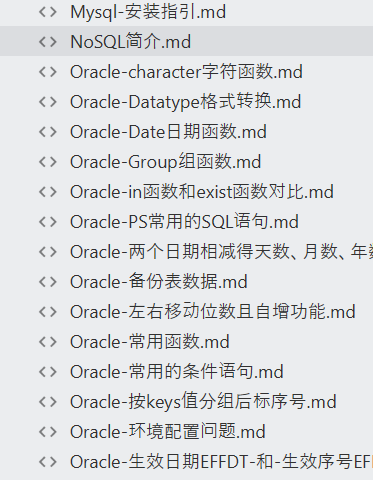 Mysql-安装指引.md
NoSQL简介.md
Oracle-character字符函数.md
Oracle-Datatype格式转换.md
Oracle-Date日期函数.md
Oracle-Group组函数.md
Oracle-in函数和exist函数对比.md
Oracle-PS常用的SQL语句.md
Oracle-两个日期相减得天数、月数、年数
Oracle-备份表数据.md
Oracle-左右移动位数且自增功能.md
Oracle-常用函数.md
Oracle-常用的条件语句.md
Oracle-按keys值分组后标序号.md
Oracle-环境配置问题.md
Oracle-生效日期EFFDT-和-生效序号EF